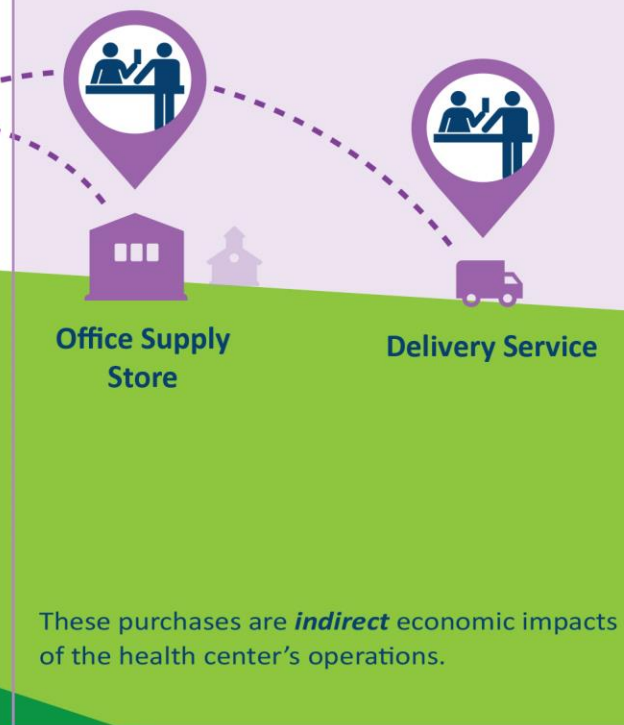 Office Supply
Store
Delivery Service
These purchases are indirect economic impacts
of the health center’s operations.